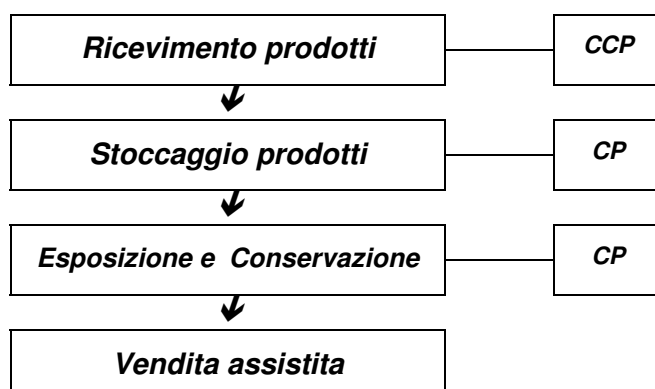 Ricevimento prodotti
CCP
Stoccaggio prodotti
CP
Esposizione e Conservazione
CP
Vendita assistita